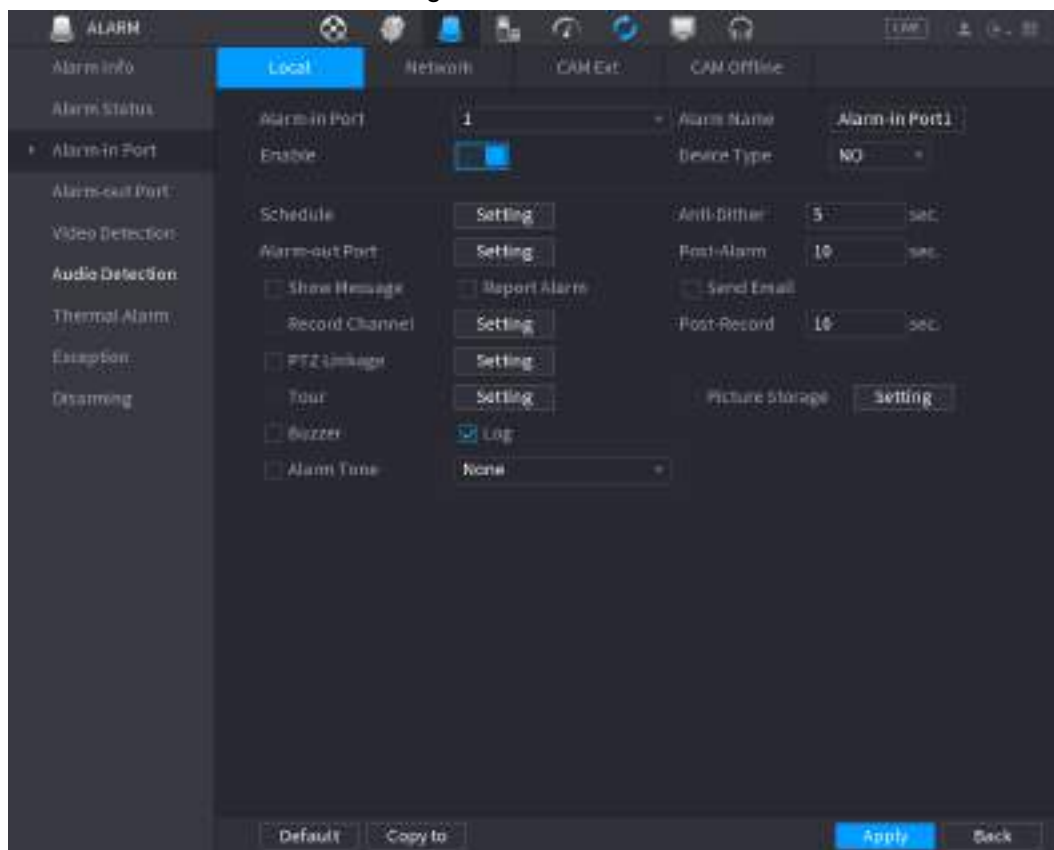 ALARM LIVE
Alarm Info Local Network CAM Ext CAM Offline
Alarm Status Alarm-in Port 1 Alarm Name Alarm-in Port1
Alarm-in Port Enable Device Type NO
Alarm-out Port
Schedule Setting Anti-Dither 5 sec.
Video Detection
Alarm-out Port Setting Post-Alarm 10 sec.
Audio Detection
Show Message Report Alarm Send Email
Thermal Alarm
Record Channel Setting Post-Record 10 sec.
Exception PTZ Linkage Setting
Disarming Tour Setting Picture Storage Setting
Buzzer Log
Alarm Tone None
Default Copy to Apply Back